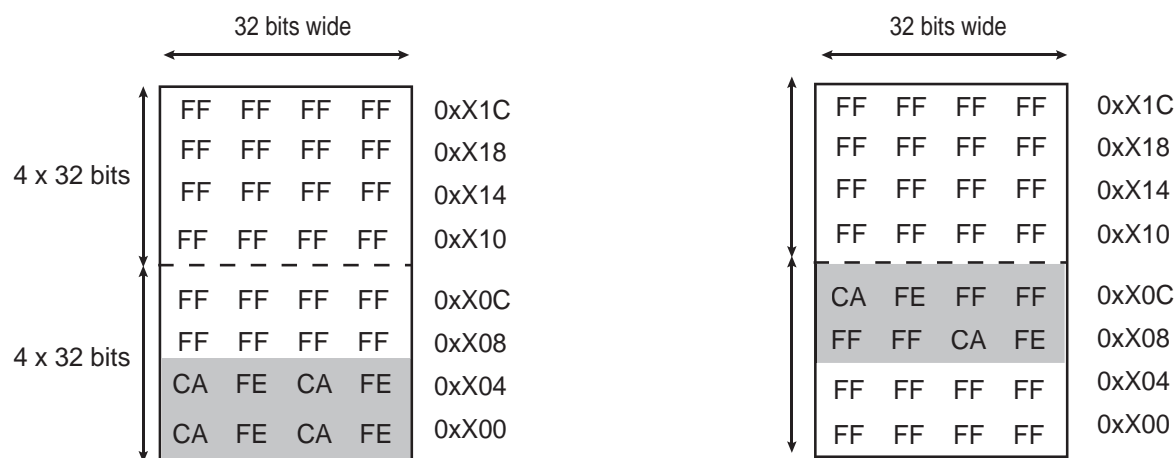 32 bits wide
FF FF FF FF 0xX1C
FF FF FF FF 0xX18
4 x 32 bits
FF FF FF FF 0xX14
FF FF FF FF 0xX10
FF FF FF FF 0xX0C
FF FF FF FF 0xX08
4 x 32 bits
CA FE CA FE 0xX04
CA FE CA FE 0xX00
32 bits wide
FF FF FF FF 0xX1C
FF FF FF FF 0xX18
FF FF FF FF 0xX14
FF FF FF FF 0xX10
CA FE FF FF 0xX0C
FF FF CA FE 0xX08
FF FF FF FF 0xX04
FF FF FF FF 0xX00